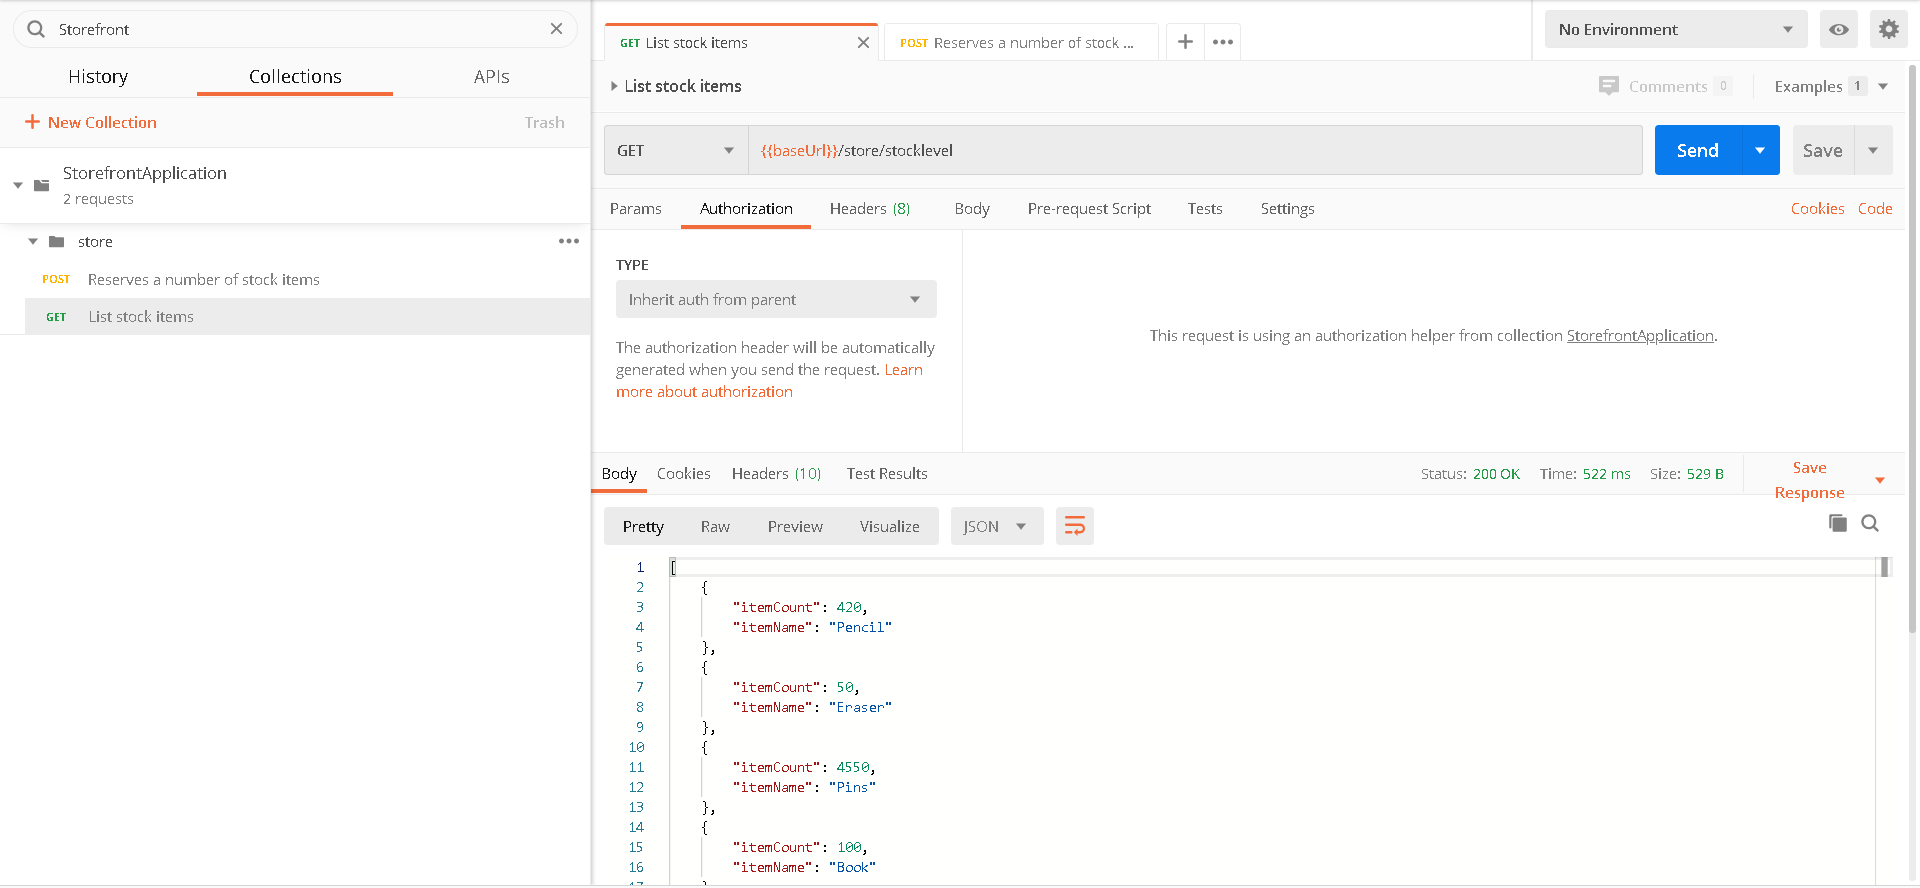 Storefront
History Collections APIs
+ New Collection Trash
StorefrontApplication
2 requests
store
POST Reserves a number of stock items
GET List stock items
GET List stock items
POST Reserves a number of stock ...
No Environment
List stock items
Comments 0
Examples 1
GET {{baseUrl}}/store/stocklevel
Send Save
Params Authorization Headers (8) Body Pre-request Script Tests Settings
Cookies Code
TYPE
Inherit auth from parent
The authorization header will be automatically
generated when you send the request. Learn
more about authorization
This request is using an authorization helper from collection StorefrontApplication.
Body Cookies Headers (10) Test Results
Status: 200 OK Time: 522 ms Size: 529 B
Save
Response
Pretty Raw Preview Visualize JSON
1 [
2 {
3 "itemCount": 420,
4 "itemName": "Pencil"
5 },
6 {
7 "itemCount": 50,
8 "itemName": "Eraser"
9 },
10 {
11 "itemCount": 4550,
12 "itemName": "Pins"
13 },
14 {
15 "itemCount": 100,
16 "itemName": "Book"
17 }